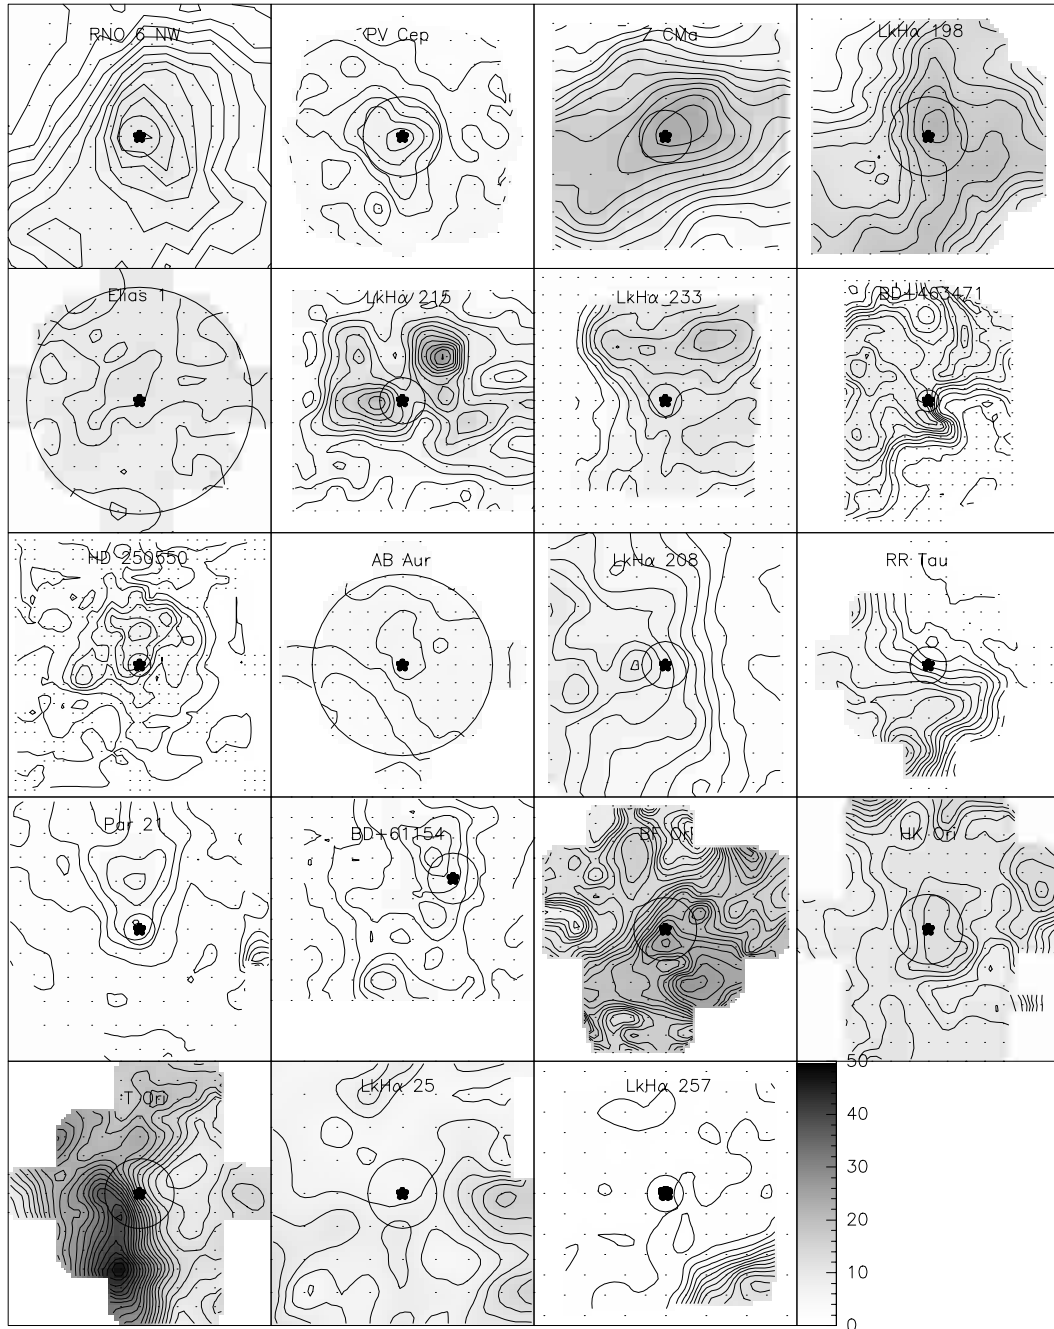 RNO 6 NW
PV Cep
Z CMa
LkHα 198
Elias 1
LkHα 215
LkHα 233
BD+463471
HD 250550
AB Aur
LkHα 208
RR Tau
Par 21
BD+61154
BF Ori
HK Ori
T Ori
LkHα 25
LkHα 257
50
40
30
20
10
0